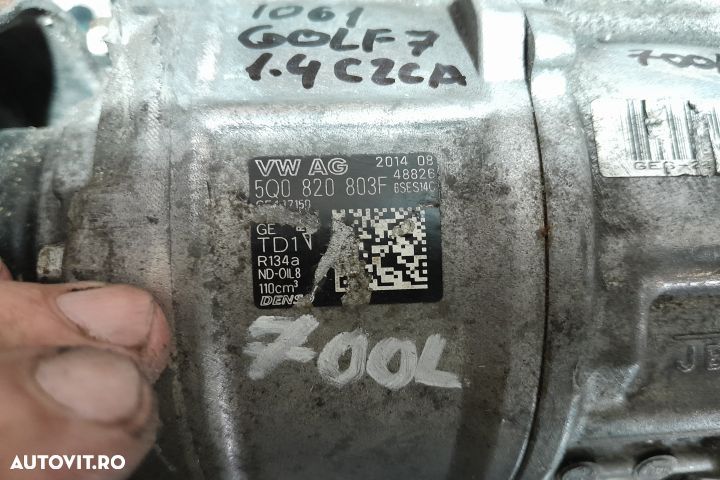 1061
GOLF 7
1.4 CZCA
700L
VW AG 2014 08
48826
5Q0 820 803F 6SES14C
GE
TD1
R134a
ND-OIL8
110cm³
DENS
700L
AUTOVIT.RO